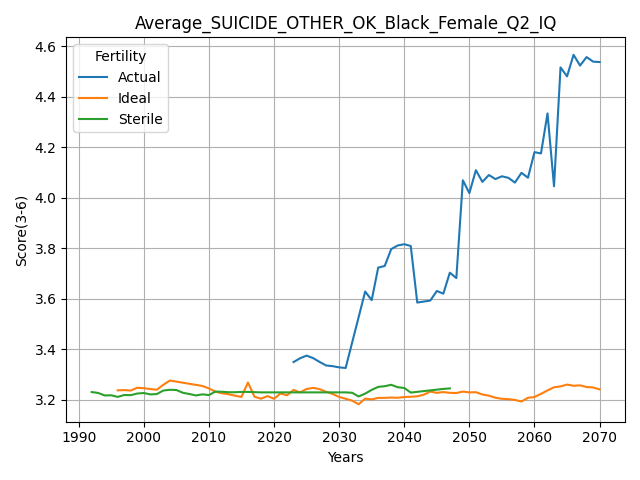 Average_SUICIDE_OTHER_OK_Black_Female_Q2_IQ
Fertility
Actual
Ideal
Sterile
Score(3-6)
4.6
4.4
4.2
4.0
3.8
3.6
3.4
3.2
1990 2000 2010 2020 2030 2040 2050 2060 2070
Years